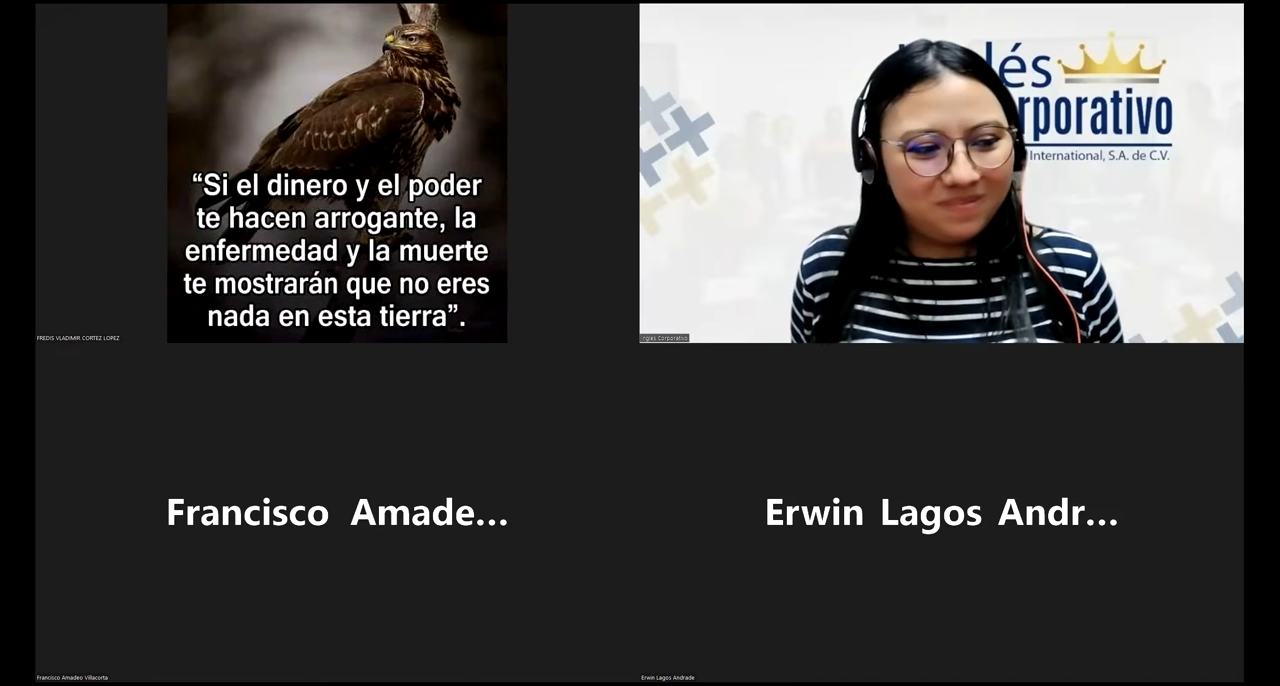 “Si el dinero y el poder
te hacen arrogante, la
enfermedad y la muerte
te mostrarán que no eres
nada en esta tierra”.
FREDIS VLADIMIR CORTEZ LOPEZ
lés
rporativo
International, S.A. de C.V.
Ingles Corporativo
Francisco Amade...
Francisco Amadeo Villacorta
Erwin Lagos Andr...
Erwin Lagos Andrade